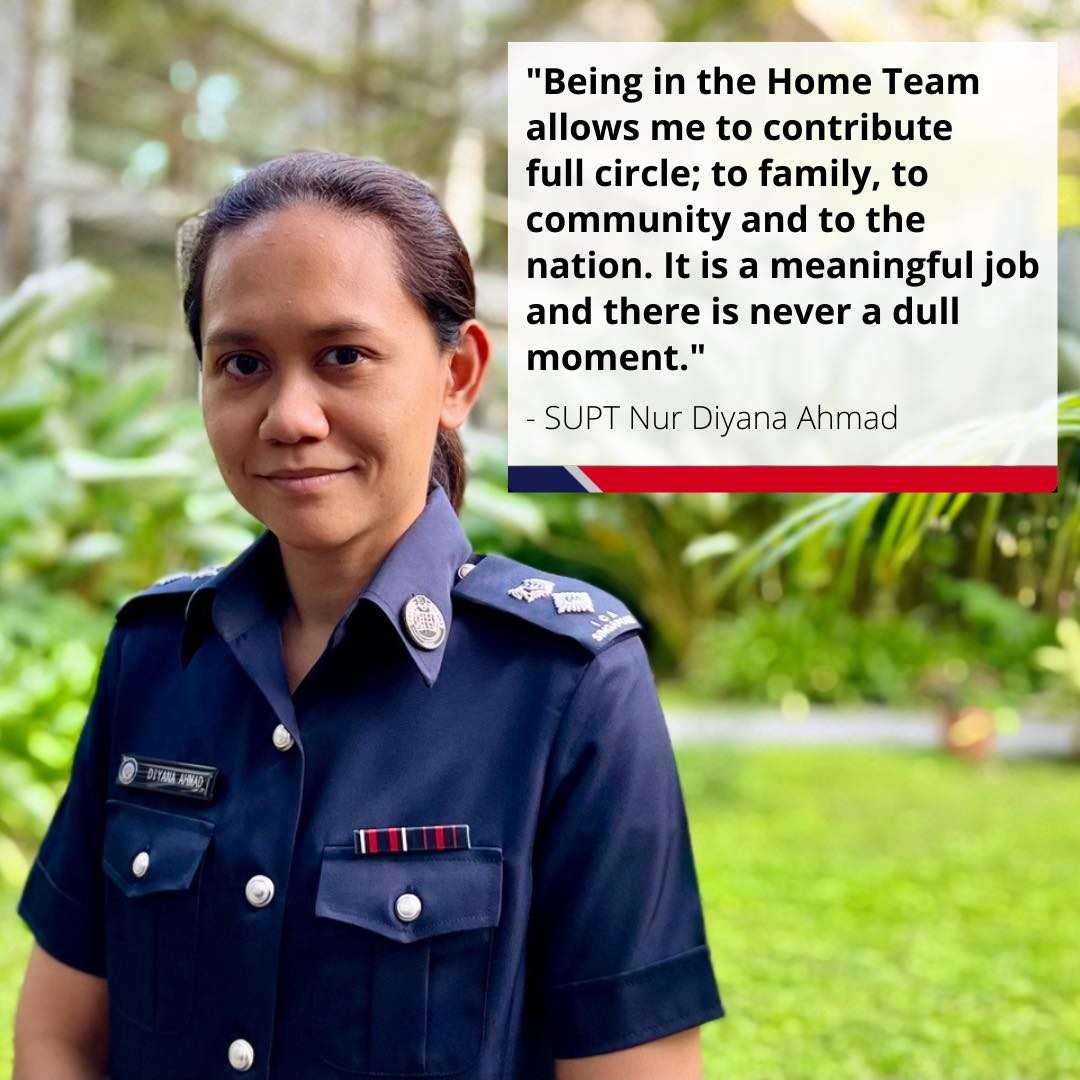 "Being in the Home Team
allows me to contribute
full circle; to family, to
community and to the
nation. It is a meaningful job
and there is never a dull
moment."
- SUPT Nur Diyana Ahmad
I C A
SINGAPORE
DIYANA AHMAD